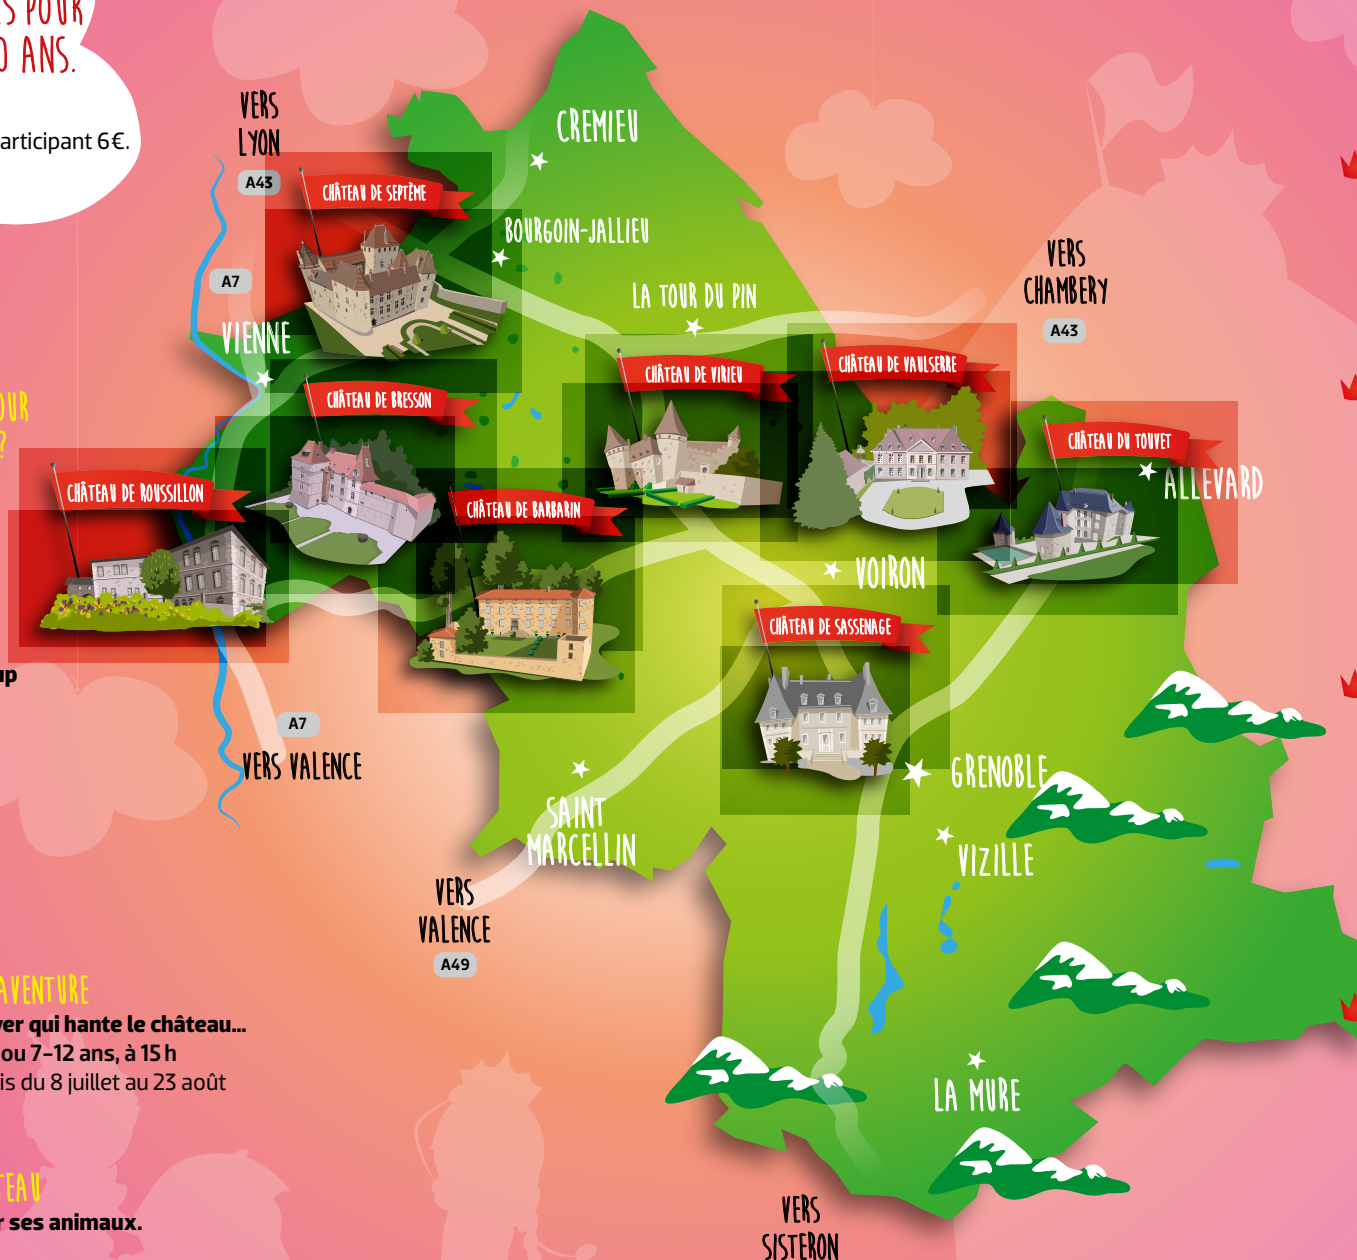 S POUR
0 ANS.
articipant 6€.
VERS
LYON
A43
A7
VIENNE
CREMIEU
BOURGOIN-JALLIEU
LA TOUR DU PIN
VERS
CHAMBERY
A43
CHÂTEAU DE SEPTÈME
CHÂTEAU DE BRESSON
CHÂTEAU DE VIRIEU
CHÂTEAU DE VAULSERRE
CHÂTEAU DU TOUVET
ALLEVARD
OUR
?
CHÂTEAU DE ROUSSILLON
CHÂTEAU DE BARBARIN
VOIRON
CHÂTEAU DE SASSENAGE
up
A7
VERS VALENCE
GRENOBLE
SAINT
MARCELLIN
VIZILLE
VERS
VALENCE
A49
AVENTURE
ver qui hante le château...
ou 7-12 ans, à 15 h
is du 8 juillet au 23 août
LA MURE
TEAU
r ses animaux.
VERS
SISTERON